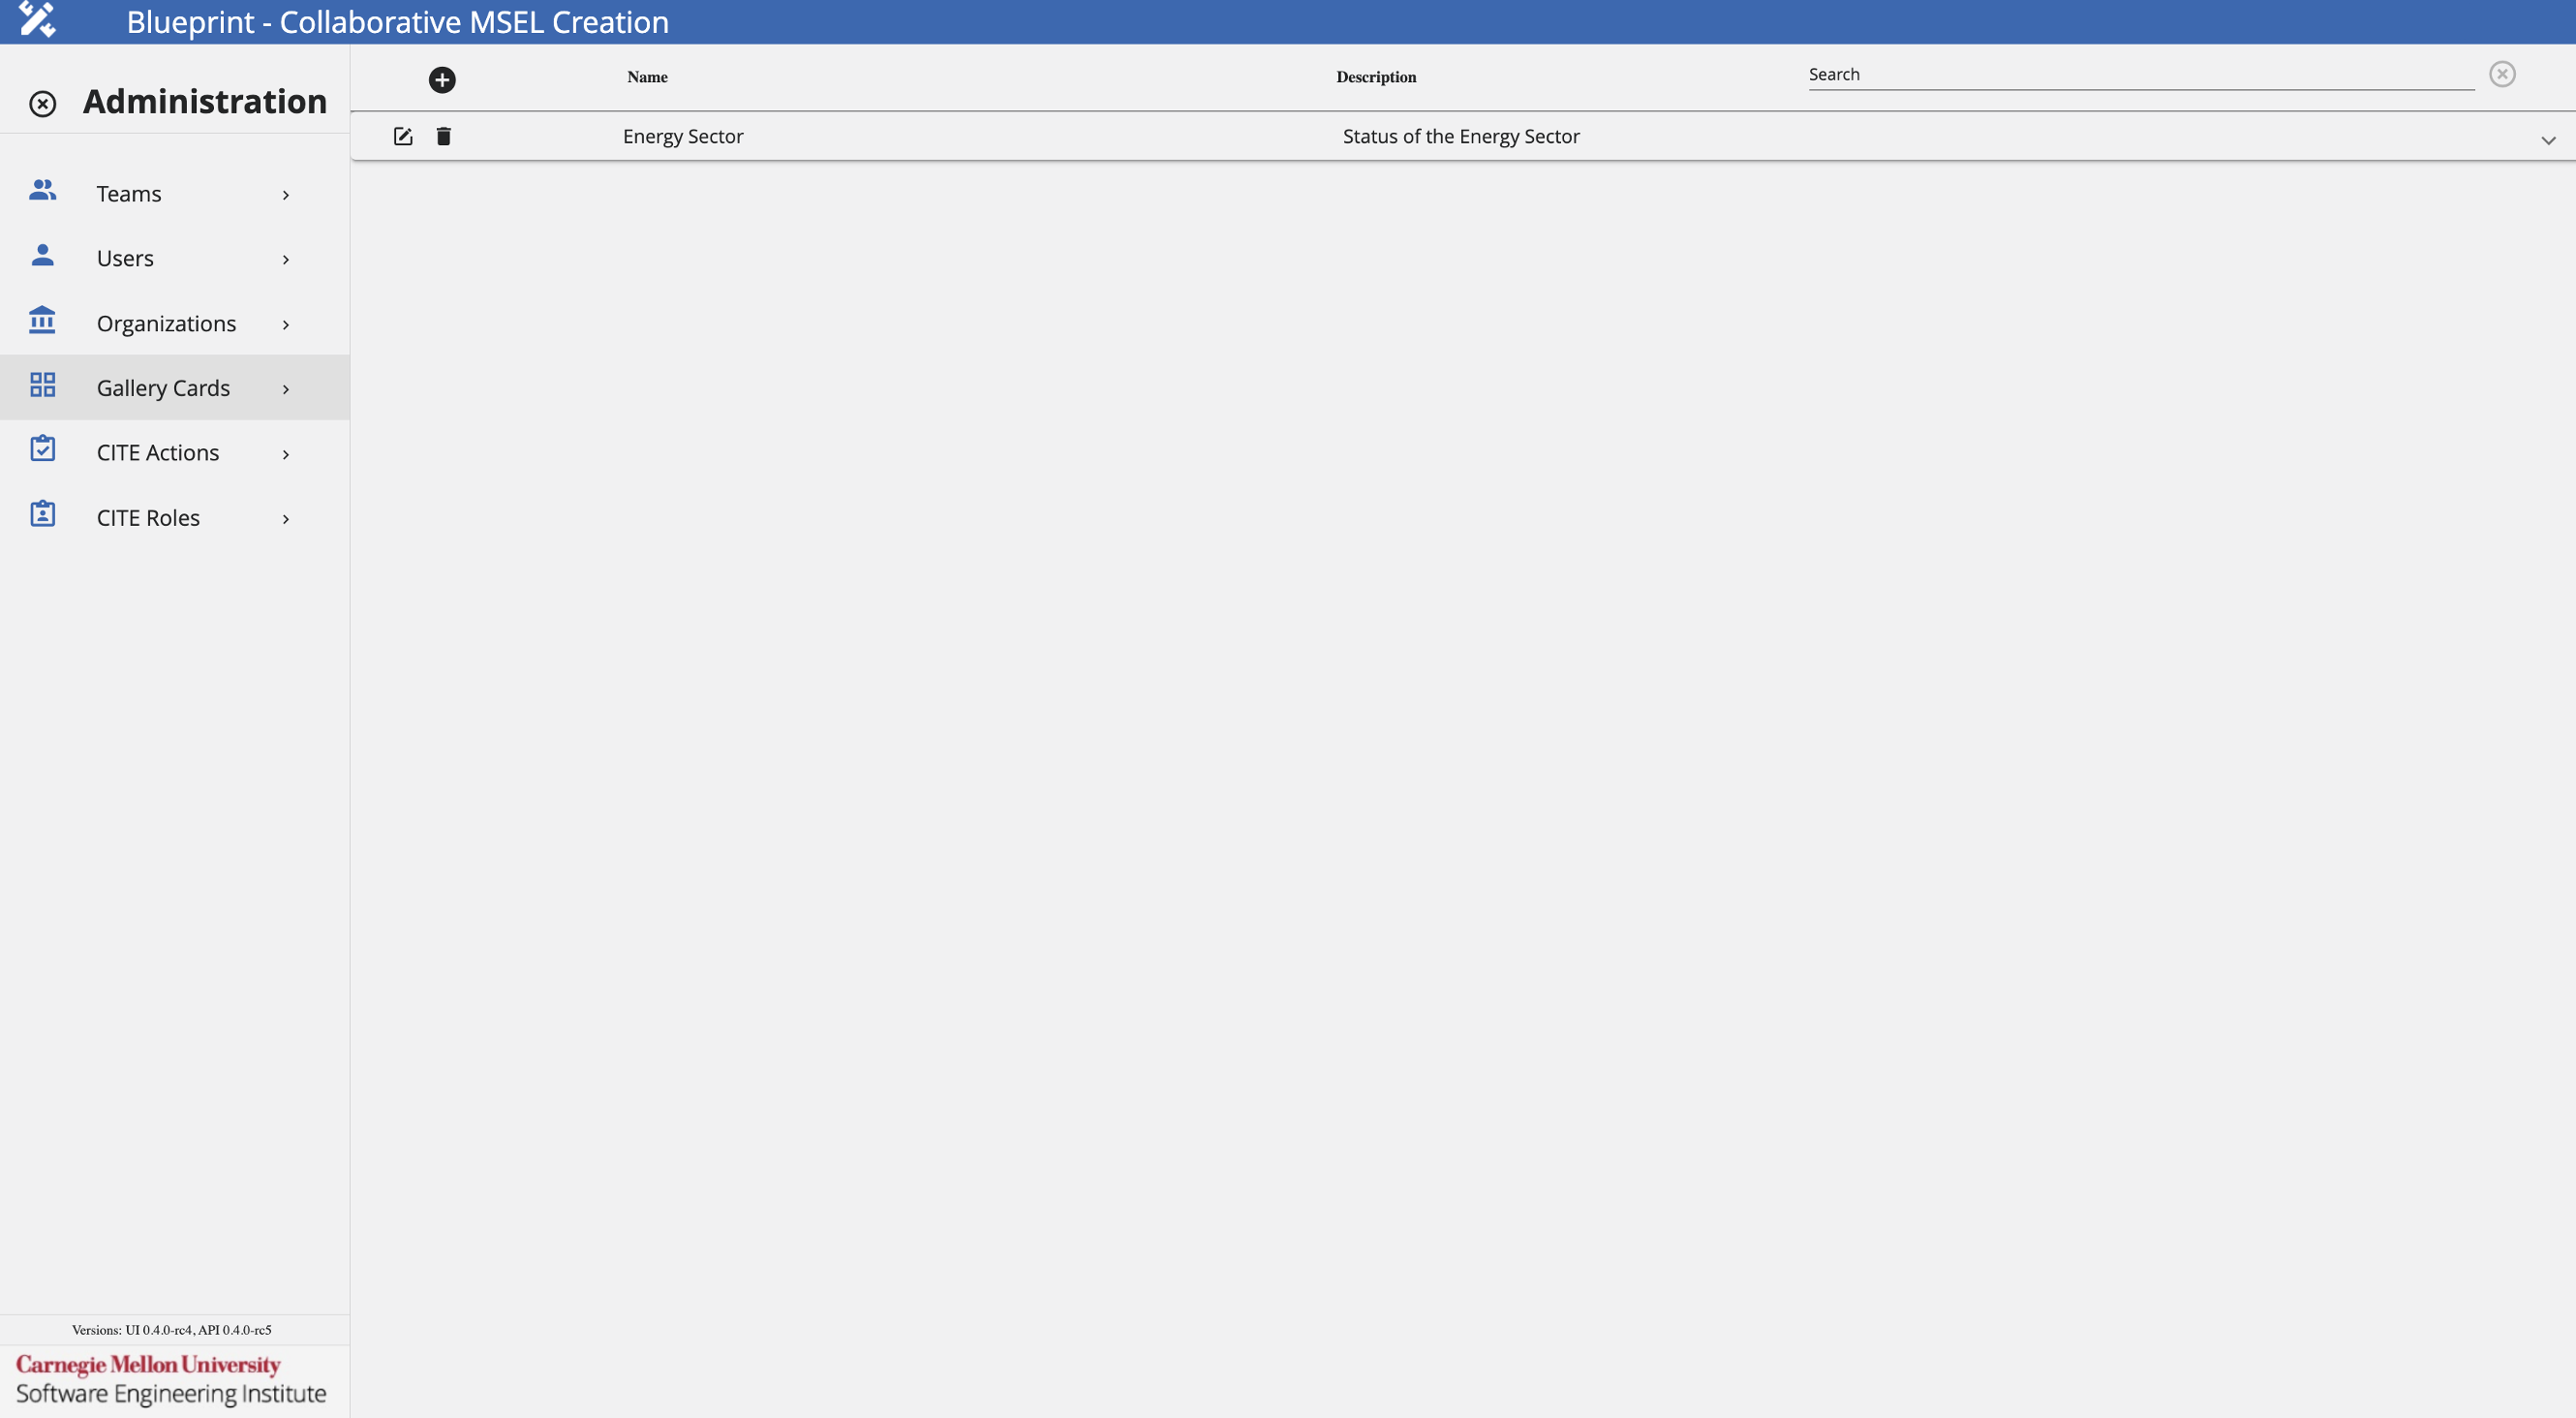 Blueprint - Collaborative MSEL Creation
Administration
Name
Description
Search
Energy Sector
Status of the Energy Sector
Teams
Users
Organizations
Gallery Cards
CITE Actions
CITE Roles
Versions: UI 0.4.0-rc4, API 0.4.0-rc5
Carnegie Mellon University
Software Engineering Institute